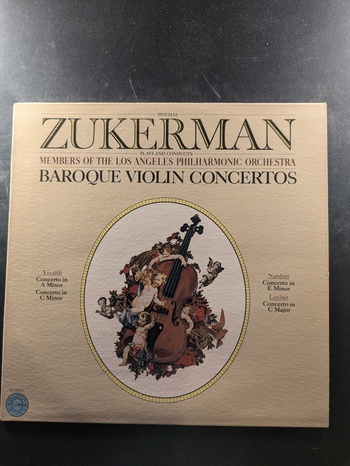 PINCHAS
ZUKERMAN
PLAYS AND CONDUCTS
MEMBERS OF THE LOS ANGELES PHILHARMONIC ORCHESTRA
BAROQUE VIOLIN CONCERTOS
Vivaldi
Concerto in
A Minor
Concerto in
C Minor
Nardini
Concerto in
E Minor
Leclair
Concerto in
C Major